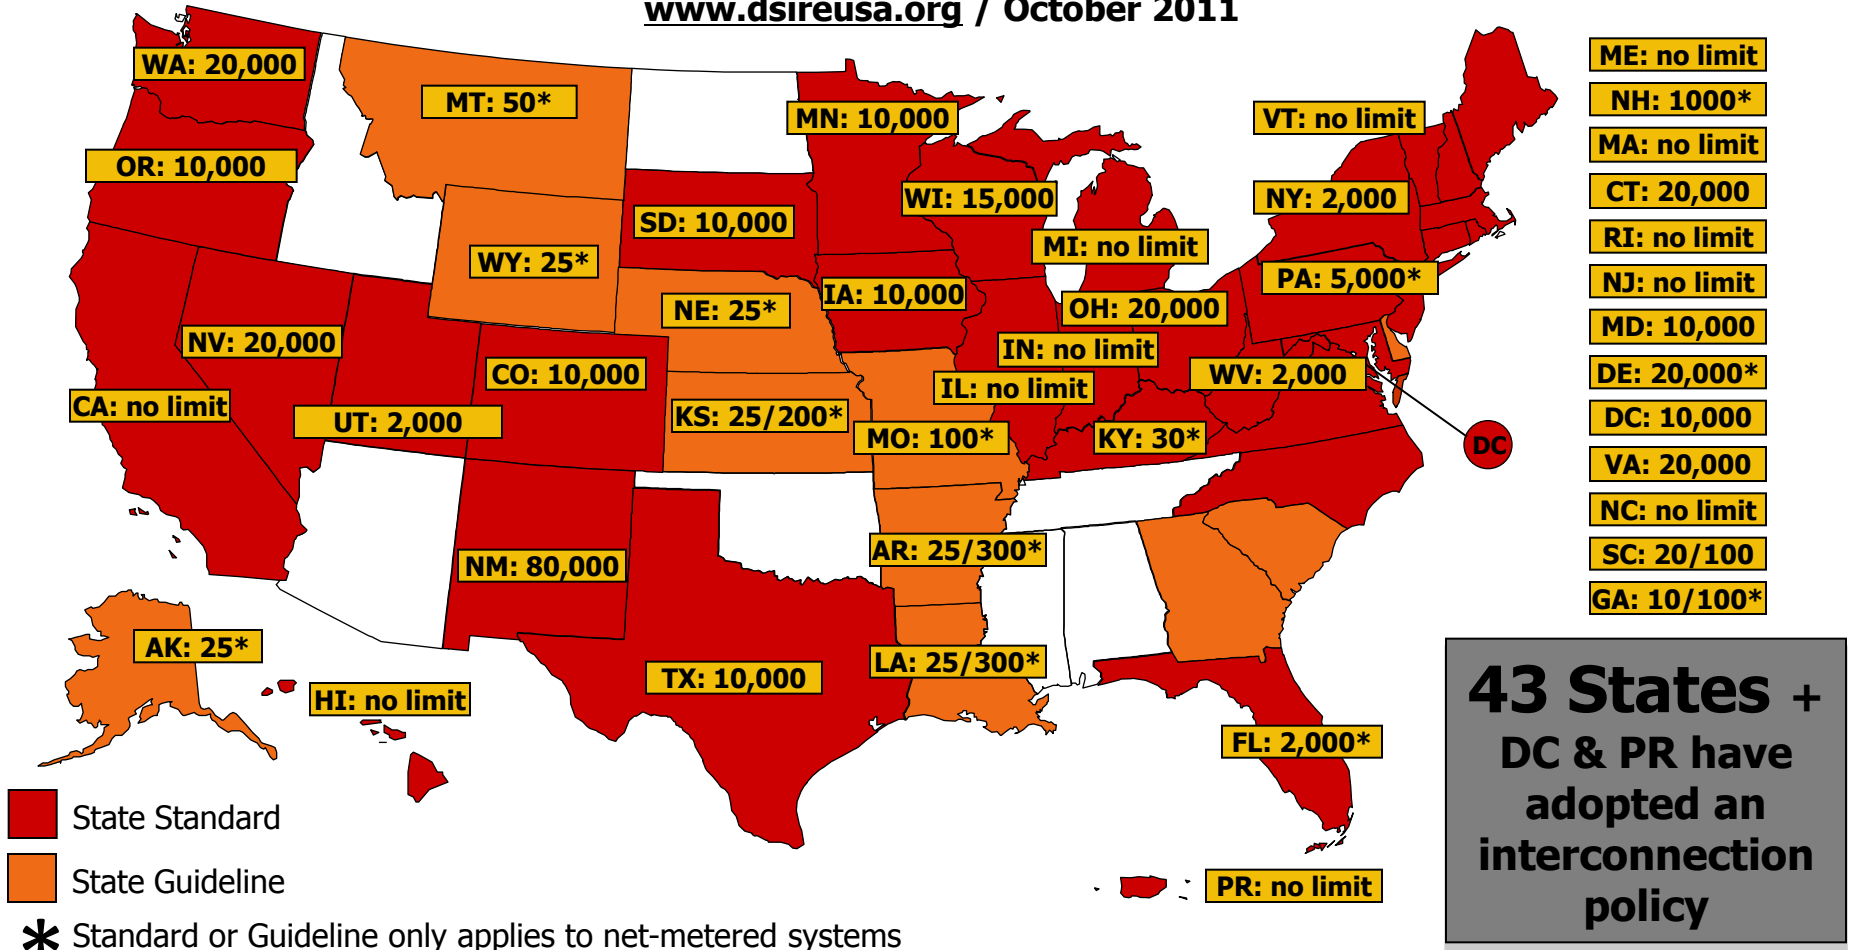 www.dsireusa.org / October 2011
WA: 20,000
MT: 50*
MN: 10,000
VT: no limit
ME: no limit
NH: 1000*
MA: no limit
OR: 10,000
SD: 10,000
WI: 15,000
NY: 2,000
CT: 20,000
RI: no limit
WY: 25*
MI: no limit
PA: 5,000*
NJ: no limit
NE: 25*
IA: 10,000
OH: 20,000
MD: 10,000
NV: 20,000
CO: 10,000
IN: no limit
WV: 2,000
DE: 20,000*
CA: no limit
UT: 2,000
KS: 25/200*
IL: no limit
DC: 10,000
MO: 100*
KY: 30*
DC
VA: 20,000
NC: no limit
NM: 80,000
AR: 25/300*
SC: 20/100
GA: 10/100*
AK: 25*
HI: no limit
TX: 10,000
LA: 25/300*
FL: 2,000*
PR: no limit
43 States +
DC & PR have
adopted an
interconnection
policy
State Standard
State Guideline
* Standard or Guideline only applies to net-metered systems